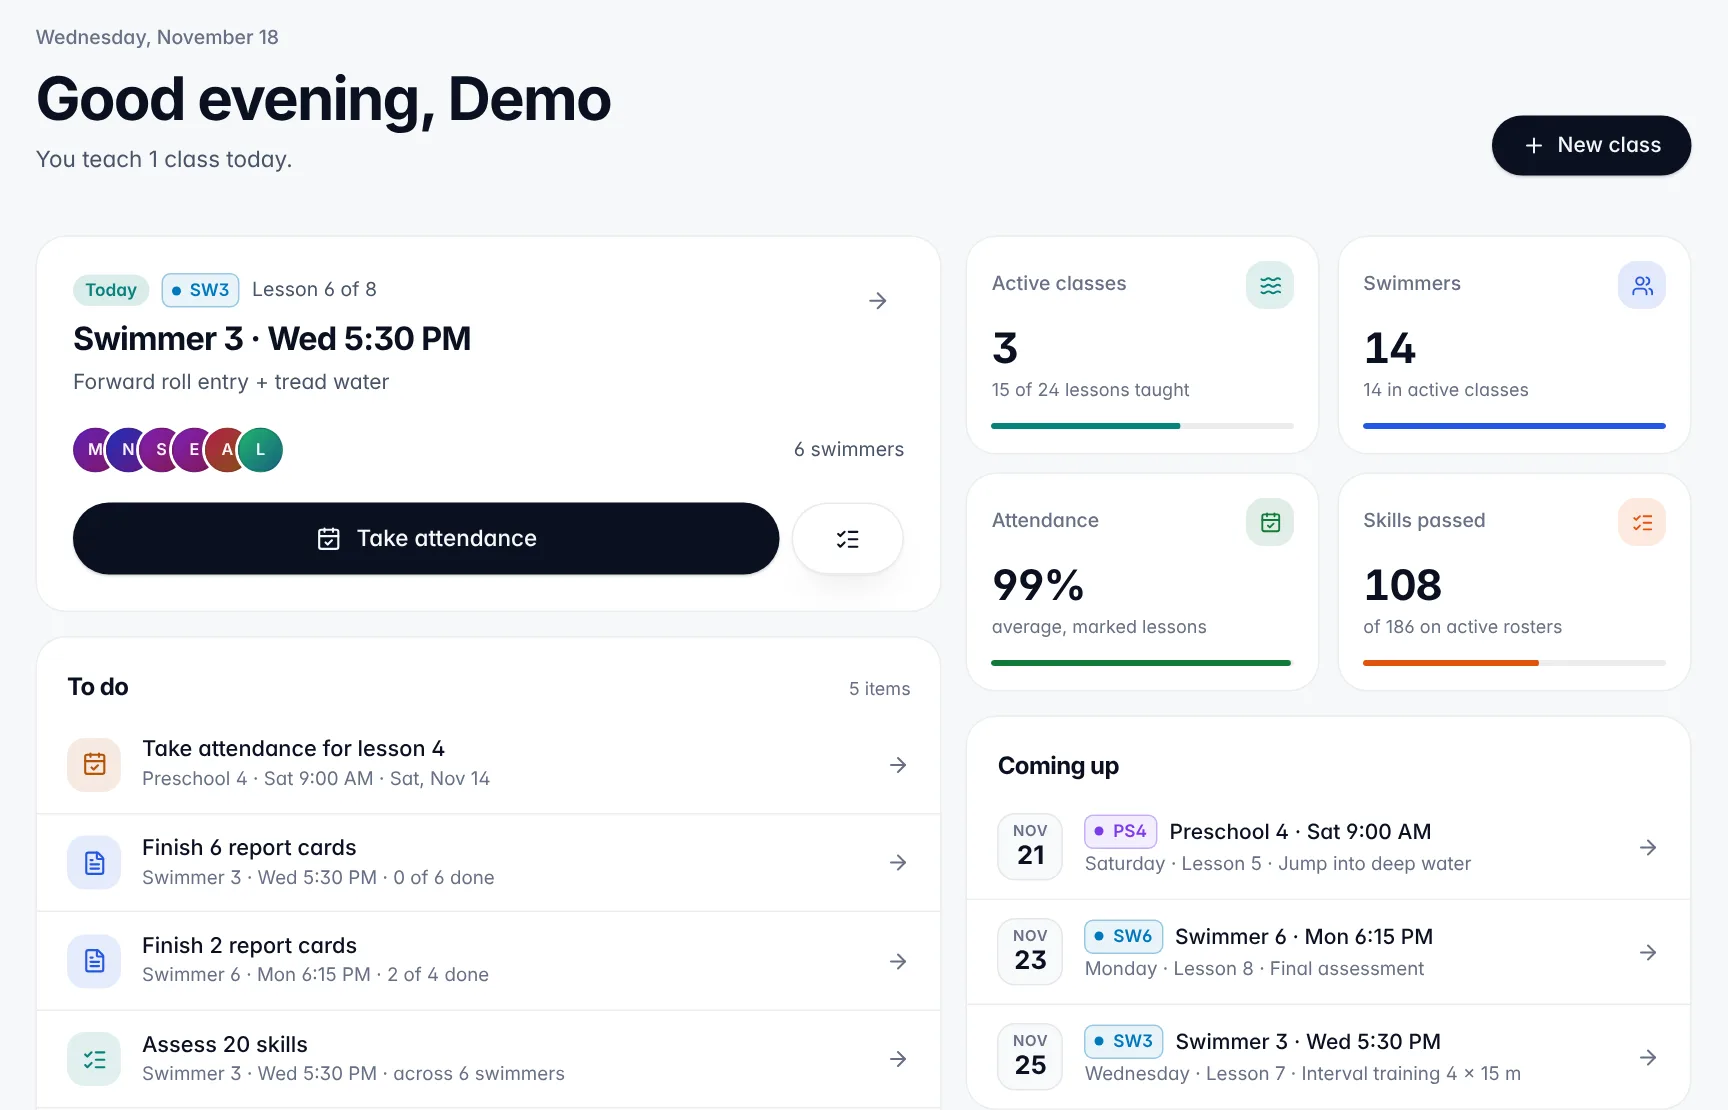 Wednesday, November 18
Good evening, Demo
You teach 1 class today.
New class
Today
SW3
Lesson 6 of 8
Swimmer 3 · Wed 5:30 PM
Forward roll entry + tread water
M N S E A L
6 swimmers
Take attendance
To do
5 items
Take attendance for lesson 4
Preschool 4 · Sat 9:00 AM · Sat, Nov 14
Finish 6 report cards
Swimmer 3 · Wed 5:30 PM · 0 of 6 done
Finish 2 report cards
Swimmer 6 · Mon 6:15 PM · 2 of 4 done
Assess 20 skills
Swimmer 3 · Wed 5:30 PM · across 6 swimmers
Active classes
3
15 of 24 lessons taught
Swimmers
14
14 in active classes
Attendance
99%
average, marked lessons
Skills passed
108
of 186 on active rosters
Coming up
NOV
21
PS4
Preschool 4 · Sat 9:00 AM
Saturday · Lesson 5 · Jump into deep water
NOV
23
SW6
Swimmer 6 · Mon 6:15 PM
Monday · Lesson 8 · Final assessment
NOV
25
SW3
Swimmer 3 · Wed 5:30 PM
Wednesday · Lesson 7 · Interval training 4 × 15 m